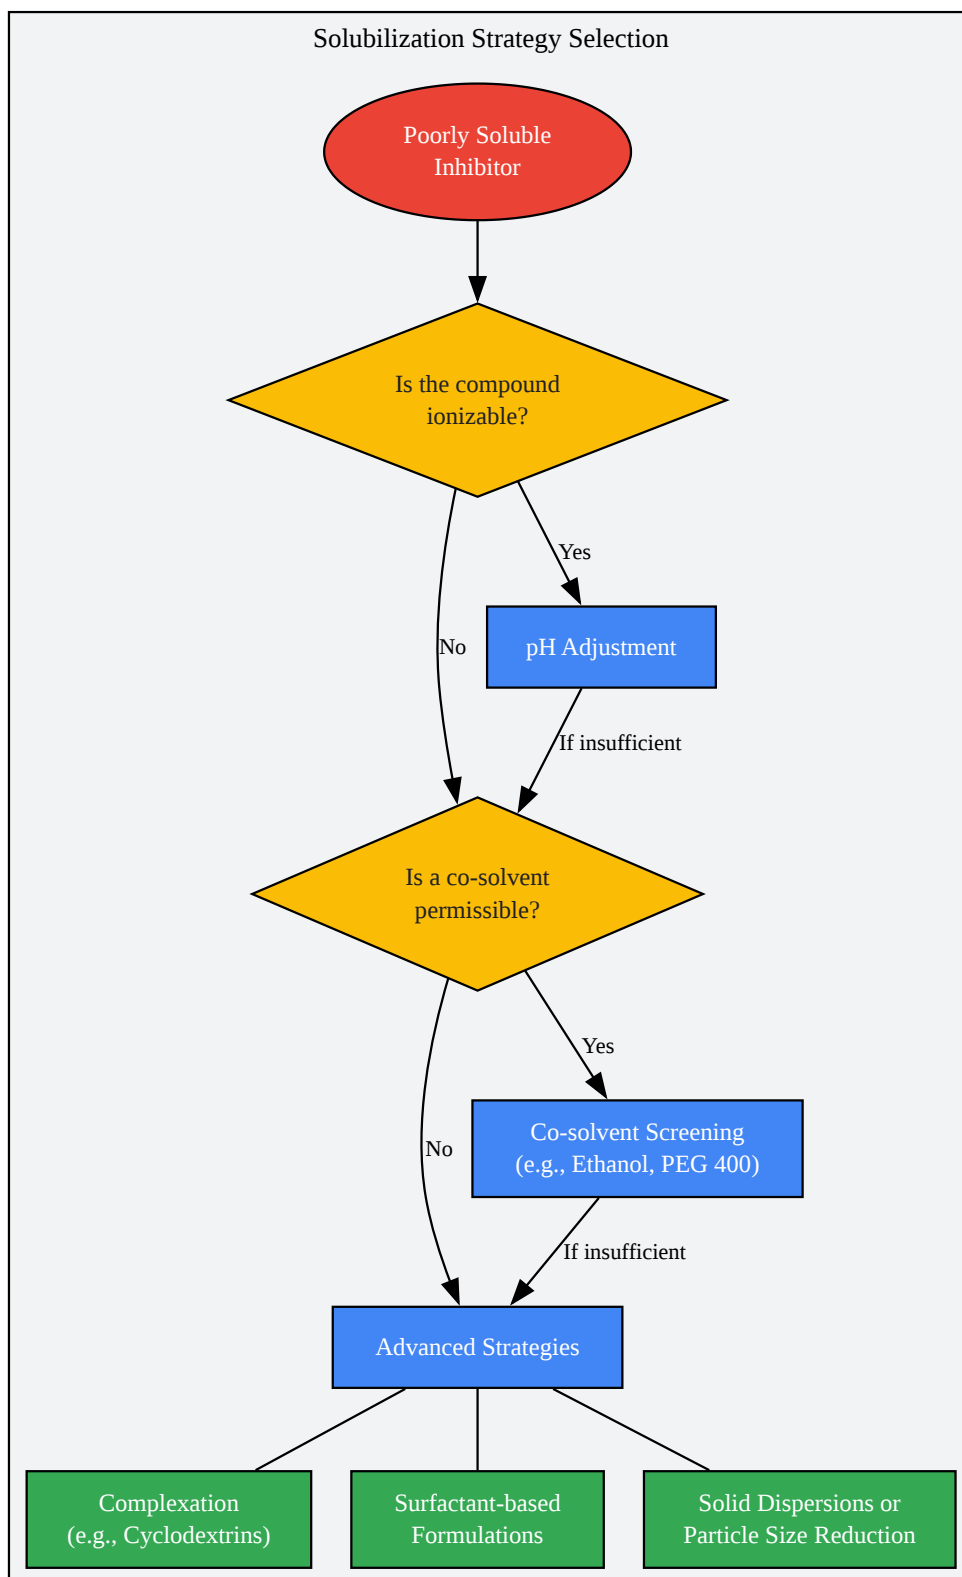 Solubilization Strategy Selection
Poorly Soluble
Inhibitor
Is the compound
ionizable?
Yes
No
pH Adjustment
If insufficient
Is a co-solvent
permissible?
Yes
No
Co-solvent Screening
(e.g., Ethanol, PEG 400)
If insufficient
Advanced Strategies
Complexation
(e.g., Cyclodextrins)
Surfactant-based
Formulations
Solid Dispersions or
Particle Size Reduction